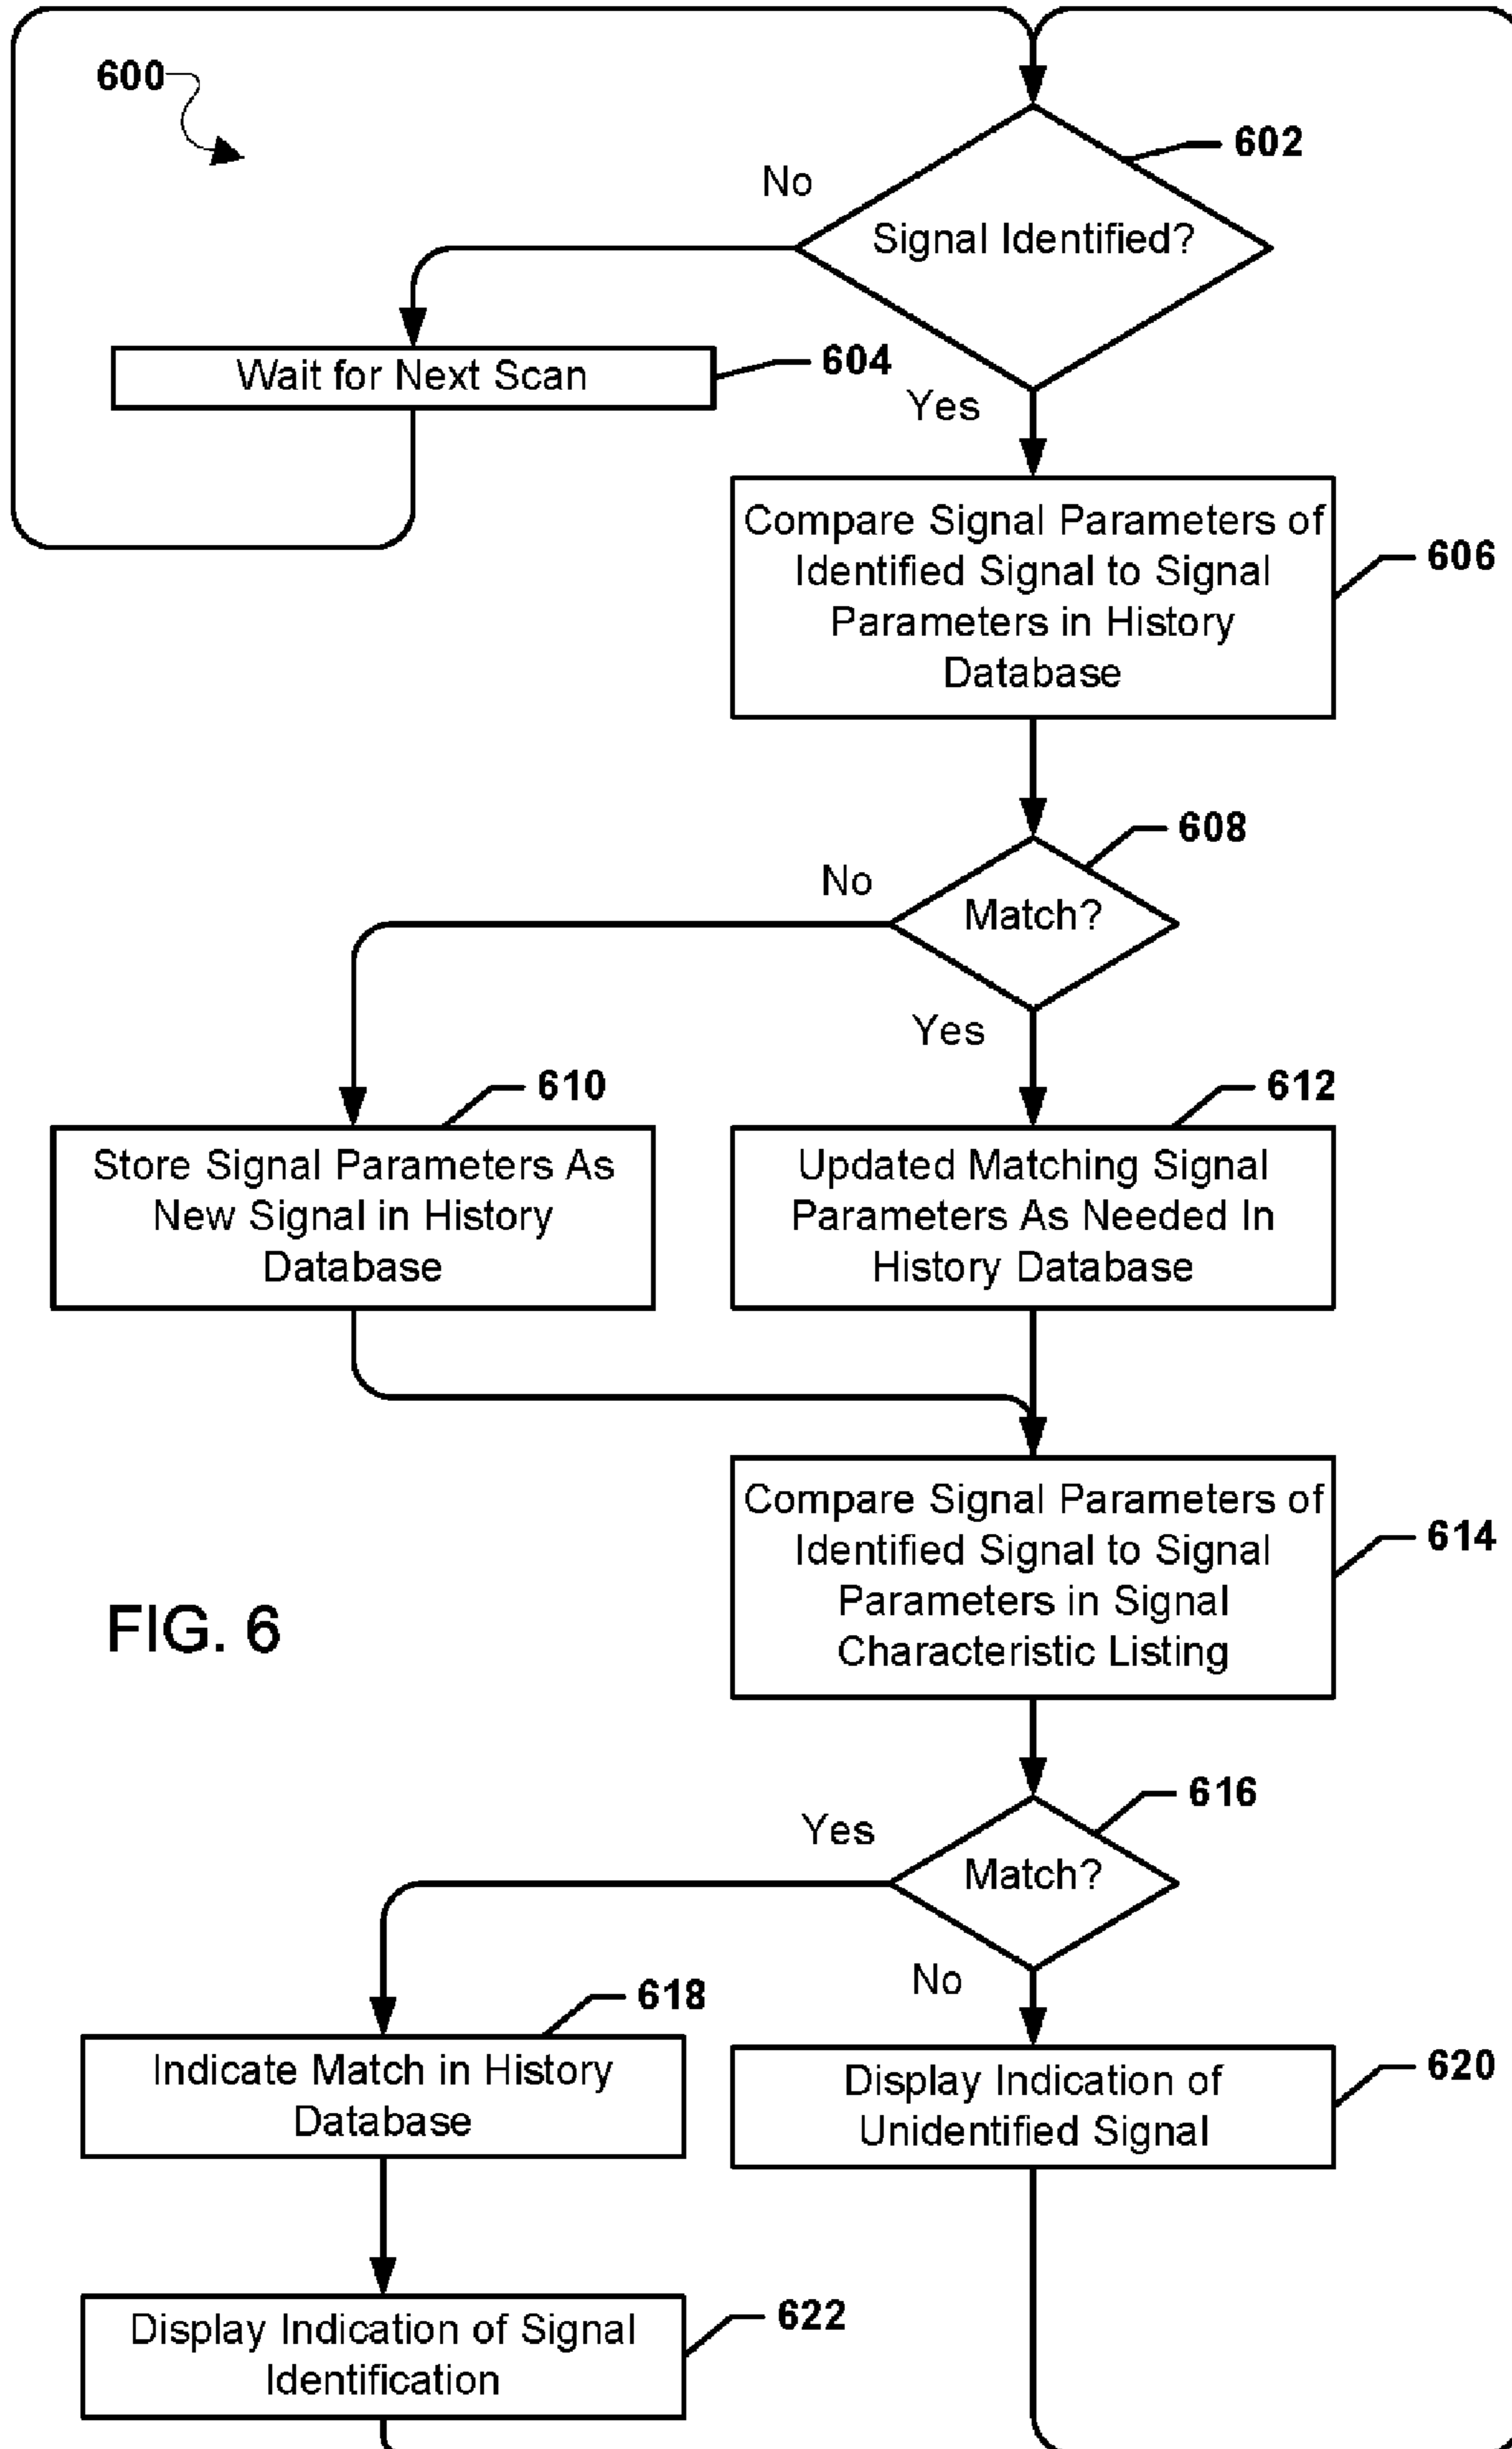 600
602
No
Signal Identified?
Wait for Next Scan
604
Yes
Compare Signal Parameters of
Identified Signal to Signal
Parameters in History
Database
606
608
No
Match?
Yes
610
612
Store Signal Parameters As
New Signal in History
Database
Updated Matching Signal
Parameters As Needed In
History Database
Compare Signal Parameters of
Identified Signal to Signal
Parameters in Signal
Characteristic Listing
614
FIG. 6
616
Yes
Match?
No
618
Indicate Match in History
Database
Display Indication of
Unidentified Signal
620
Display Indication of Signal
Identification
622